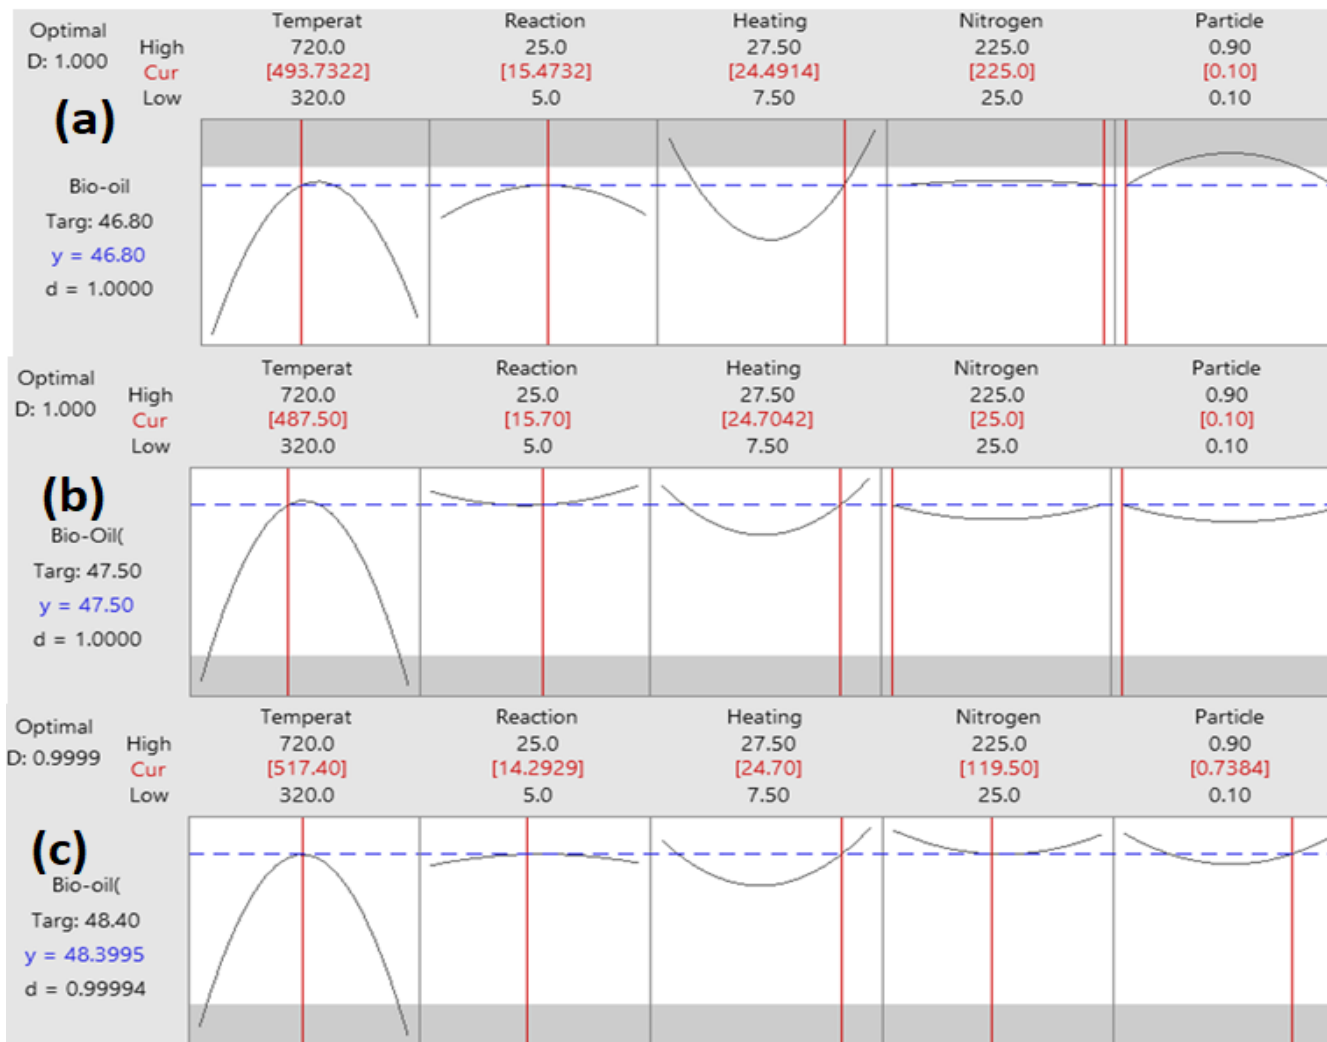 Optimal Temperat Reaction Heating Nitrogen Particle
D: 1.000 High 720.0 25.0 27.50 225.0 0.90
Cur [493.7322] [15.4732] [24.4914] [225.0] [0.10]
Low 320.0 5.0 7.50 25.0 0.10
(a)
Bio-oil
Targ: 46.80
y = 46.80
d = 1.0000
Optimal Temperat Reaction Heating Nitrogen Particle
D: 1.000 High 720.0 25.0 27.50 225.0 0.90
Cur [487.50] [15.70] [24.7042] [25.0] [0.10]
Low 320.0 5.0 7.50 25.0 0.10
(b)
Bio-Oil(
Targ: 47.50
y = 47.50
d = 1.0000
Optimal Temperat Reaction Heating Nitrogen Particle
D: 0.9999 High 720.0 25.0 27.50 225.0 0.90
Cur [517.40] [14.2929] [24.70] [119.50] [0.7384]
Low 320.0 5.0 7.50 25.0 0.10
(c)
Bio-oil(
Targ: 48.40
y = 48.3995
d = 0.99994